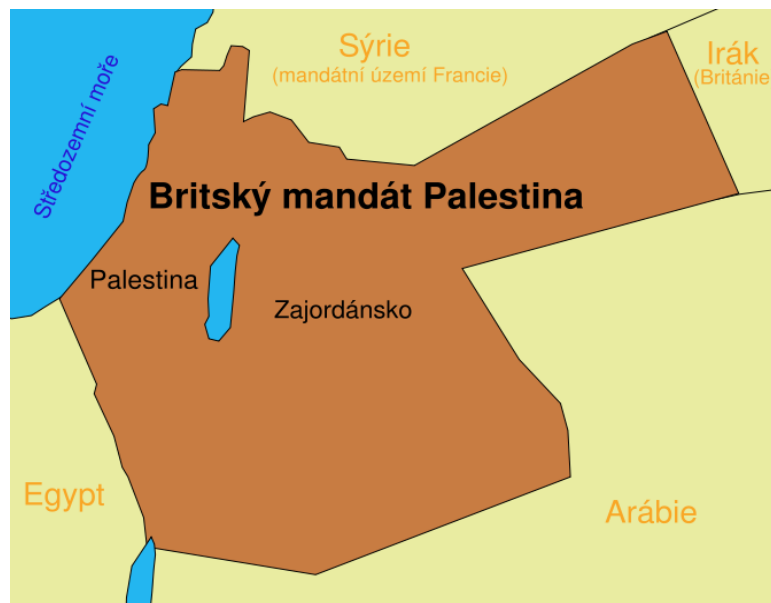 Sýrie
(mandátní území Francie)
Irák
(Británie
Středozemní moře
Britský mandát Palestina
Palestina
Zajordánsko
Egypt
Arábie